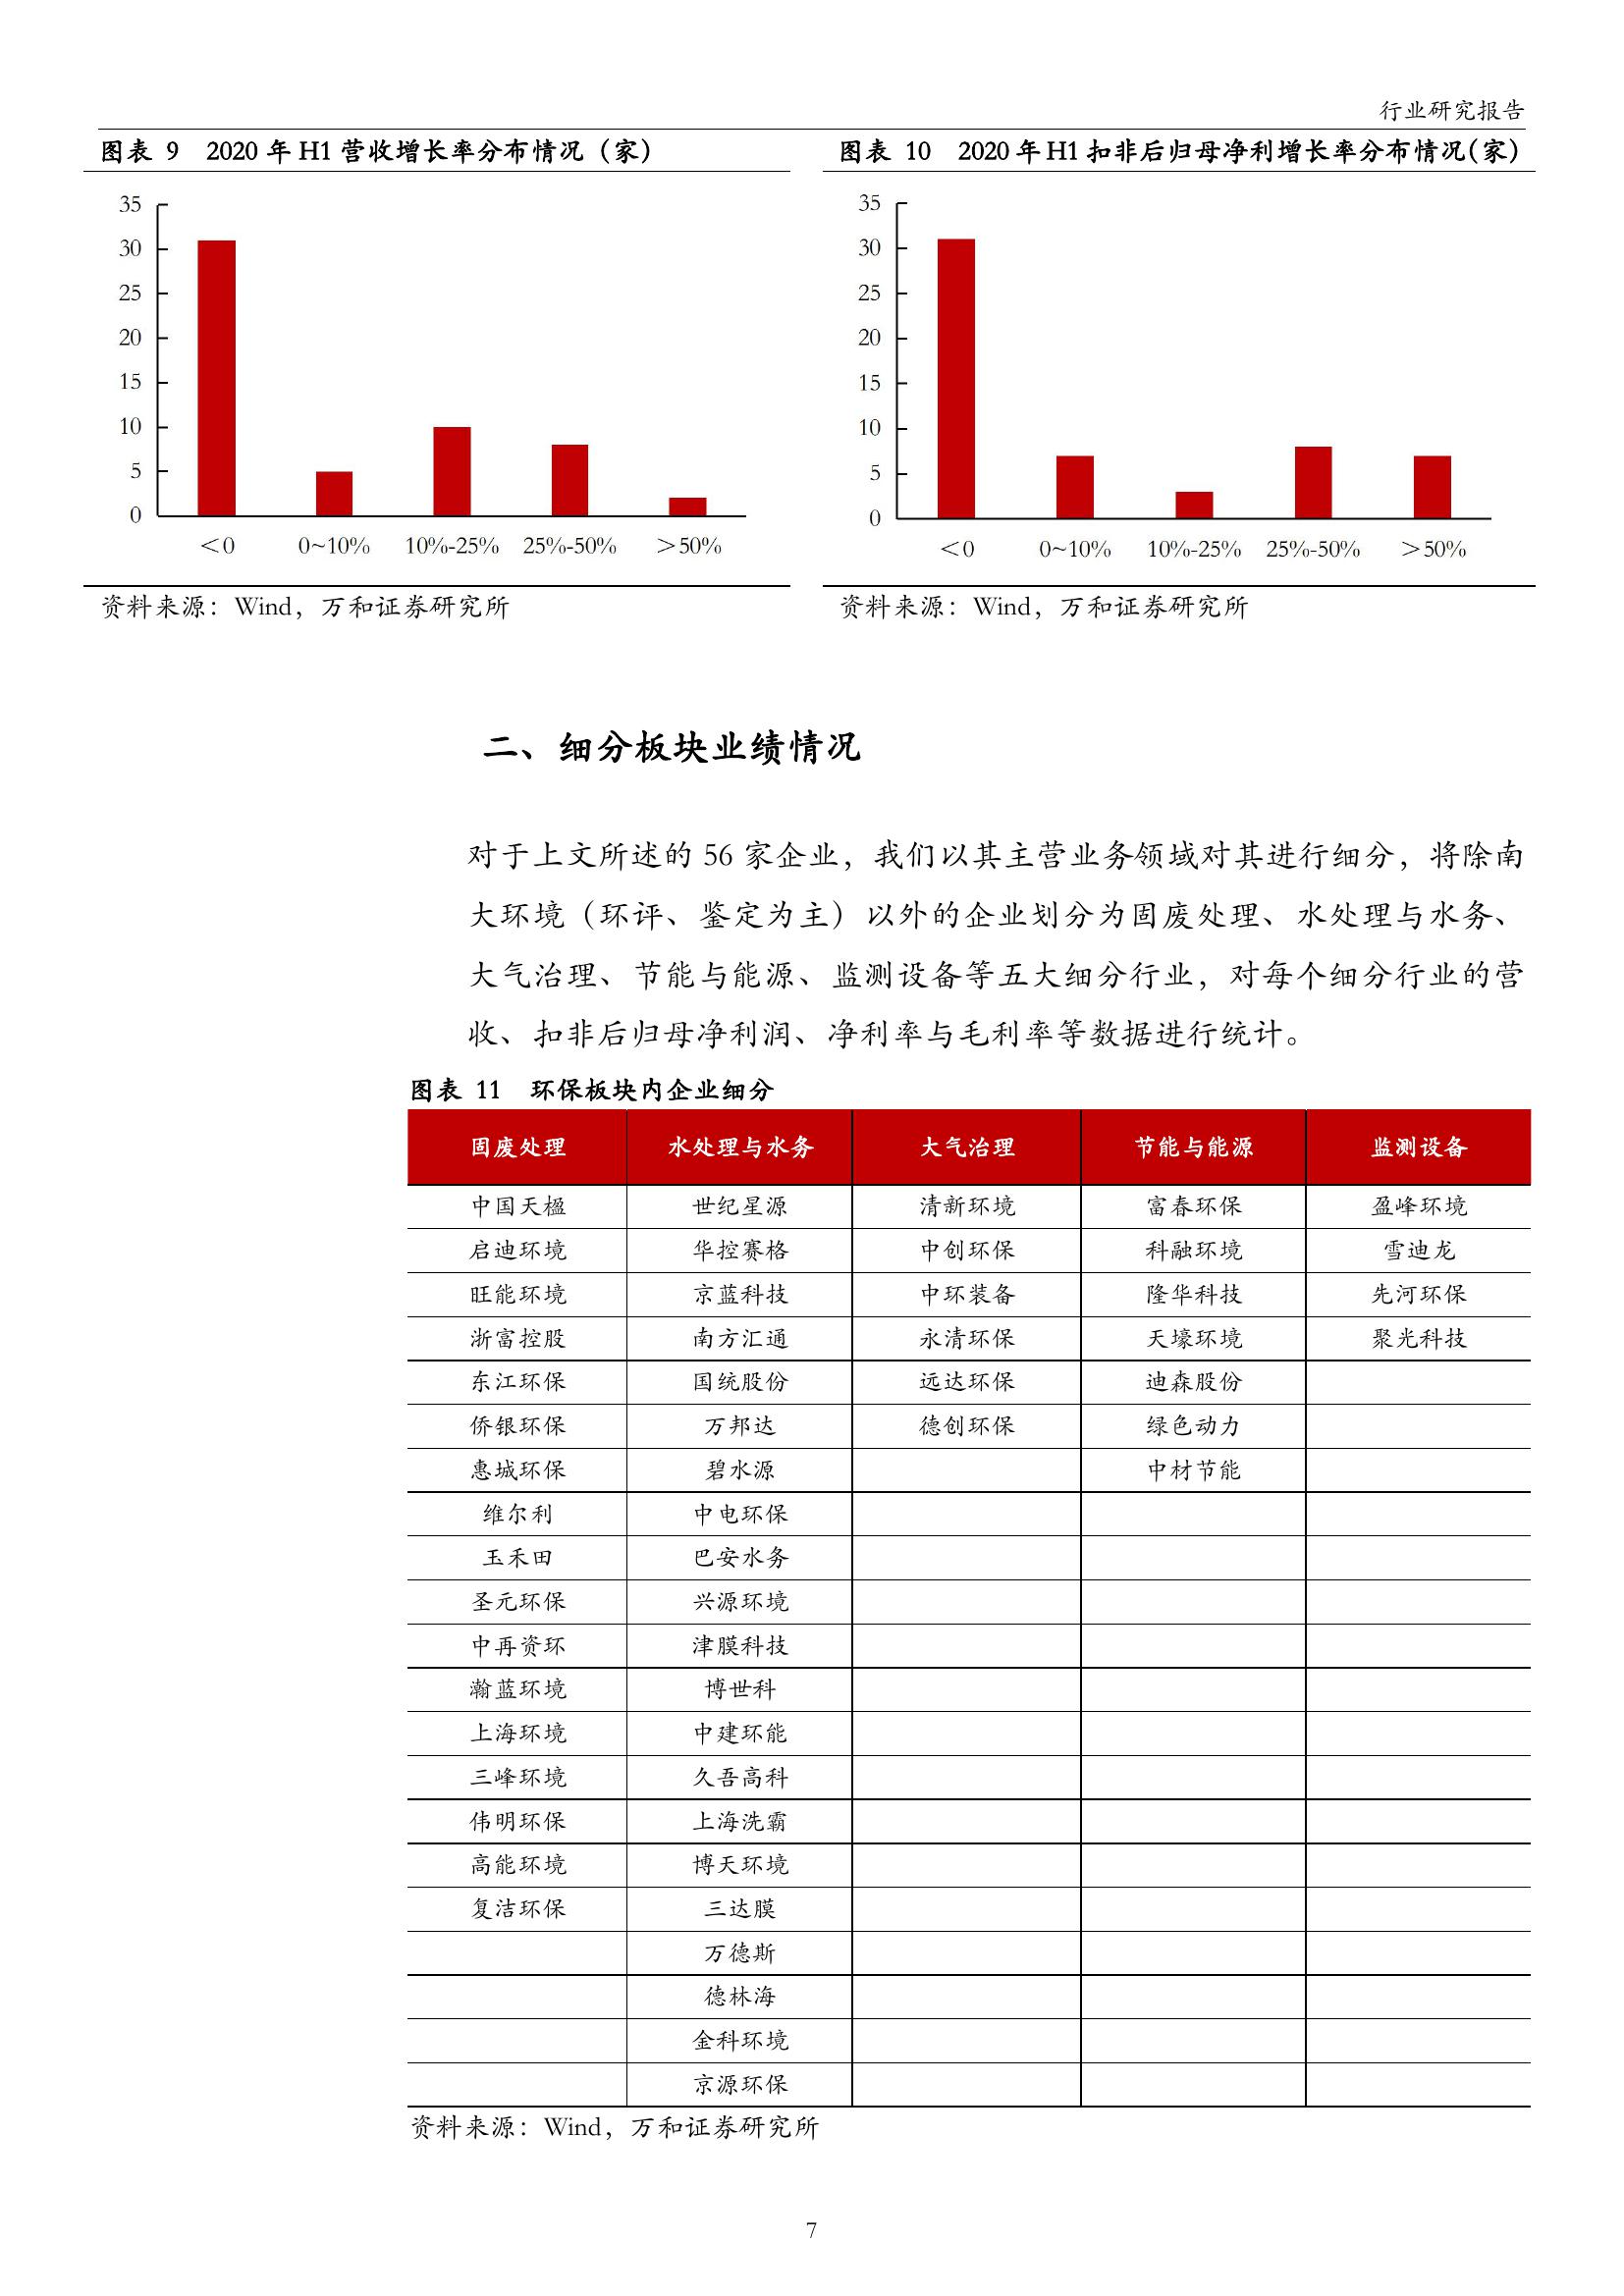 行业研究报告
图表 9 2020 年 H1 营收增长率分布情况（家）
35
30
25
20
15
10
5
0
＜0 0~10% 10%-25% 25%-50% ＞50%
资料来源：Wind，万和证券研究所
图表 10 2020 年 H1 扣非后归母净利增长率分布情况（家）
35
30
25
20
15
10
5
0
＜0 0~10% 10%-25% 25%-50% ＞50%
资料来源：Wind，万和证券研究所
二、细分板块业绩情况
对于上文所述的 56 家企业，我们以其主营业务领域对其进行细分，将除南
大环境（环评、鉴定为主）以外的企业划分为固废处理、水处理与水务、
大气治理、节能与能源、监测设备等五大细分行业，对每个细分行业的营
收、扣非后归母净利润、净利率与毛利率等数据进行统计。
图表 11 环保板块内企业细分
固废处理 水处理与水务 大气治理 节能与能源 监测设备
中国天楹 世纪星源 清新环境 富春环保 盈峰环境
启迪环境 华控赛格 中创环保 科融环境 雪迪龙
旺能环境 京蓝科技 中环装备 隆华科技 先河环保
浙富控股 南方汇通 永清环保 天壕环境 聚光科技
东江环保 国统股份 远达环保 迪森股份
侨银环保 万邦达 德创环保 绿色动力
惠城环保 碧水源 中材节能
维尔利 中电环保
玉禾田 巴安水务
圣元环保 兴源环境
中再资环 津膜科技
瀚蓝环境 博世科
上海环境 中建环能
三峰环境 久吾高科
伟明环保 上海洗霸
高能环境 博天环境
复洁环保 三达膜
万德斯
德林海
金科环境
京源环保
资料来源：Wind，万和证券研究所
7